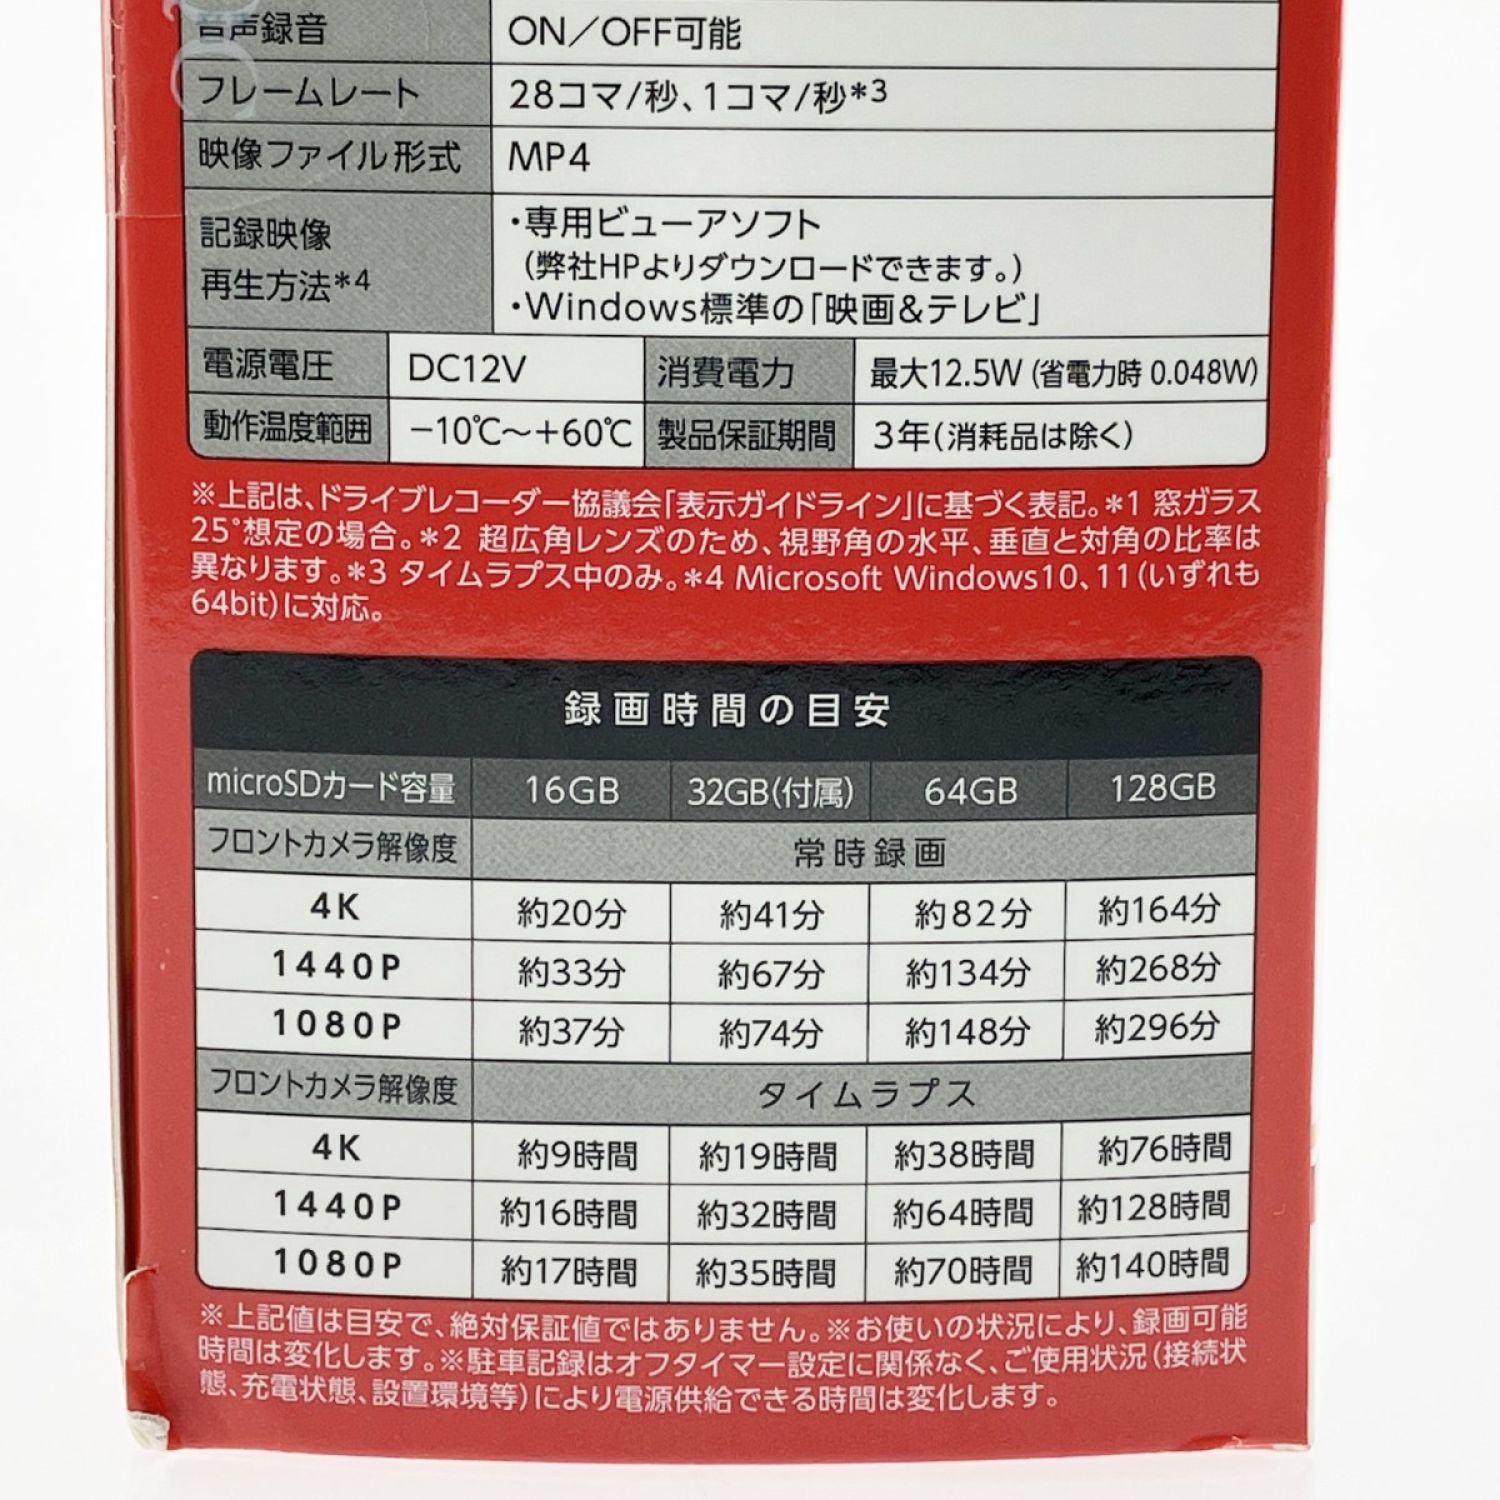 音声録音 ON／OFF可能
フレームレート 28コマ/秒、1コマ/秒*3
映像ファイル形式 MP4
記録映像
再生方法*4
・専用ビューアソフト
(弊社HPよりダウンロードできます。)
・Windows標準の「映画&テレビ」
電源電圧 DC12V 消費電力 最大12.5W (省電力時 0.048W)
動作温度範囲 −10℃〜+60℃ 製品保証期間 3年(消耗品は除く)
※上記は、ドライブレコーダー協議会「表示ガイドライン」に基づく表記。*1 窓ガラス
25°想定の場合。*2 超広角レンズのため、視野角の水平、垂直と対角の比率は
異なります。*3 タイムラプス中のみ。*4 Microsoft Windows10、11(いずれも
64bit)に対応。
録画時間の目安
microSDカード容量 16GB 32GB(付属) 64GB 128GB
フロントカメラ解像度 常時録画
4K 約20分 約41分 約82分 約164分
1440P 約33分 約67分 約134分 約268分
1080P 約37分 約74分 約148分 約296分
フロントカメラ解像度 タイムラプス
4K 約9時間 約19時間 約38時間 約76時間
1440P 約16時間 約32時間 約64時間 約128時間
1080P 約17時間 約35時間 約70時間 約140時間
※上記値は目安で、絶対保証値ではありません。※お使いの状況により、録画可能
時間は変化します。※駐車記録はオフタイマー設定に関係なく、ご使用状況(接続状
態、充電状態、設置環境等)により電源供給できる時間は変化します。